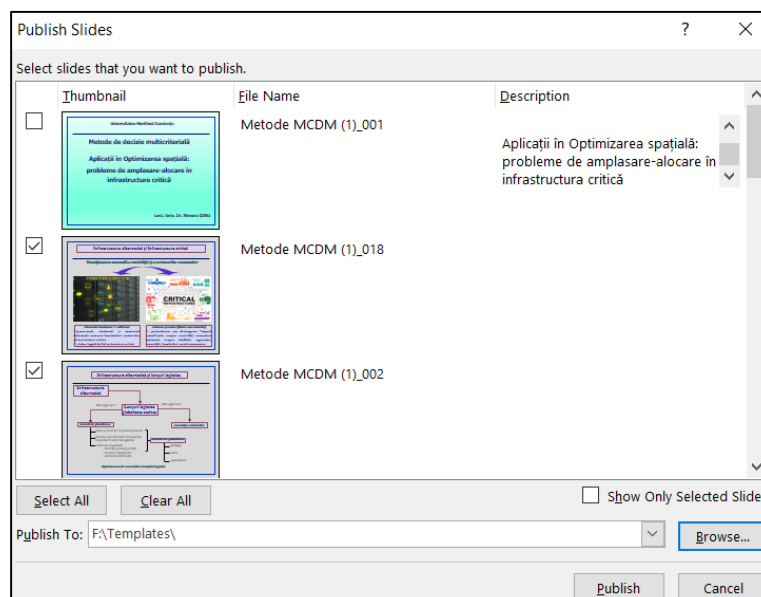 Publish Slides
?
Select slides that you want to publish.
Thumbnail
File Name
Description
Metode de decizie multicriterială
Aplicații în Optimizarea spațială:
probleme de amplasare-alocare în
infrastructura critică
Metode MCDM (1)_001
Aplicații în Optimizarea spațială:
probleme de amplasare-alocare în
infrastructura critică
CRITICAL
Metode MCDM (1)_018
Metode MCDM (1)_002
Select All
Clear All
Show Only Selected Slide
Publish To:
F:\Templates\
Browse...
Publish
Cancel